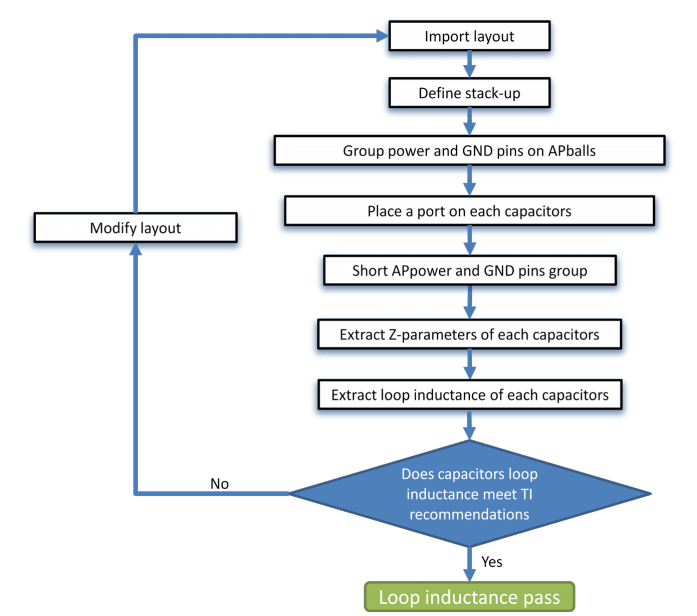 Import layout
Define stack-up
Group power and GND pins on APballs
Place a port on each capacitors
Modify layout
Short APpower and GND pins group
Extract Z-parameters of each capacitors
Extract loop inductance of each capacitors
Does capacitors loop
inductance meet TI
recommendations
No
Yes
Loop inductance pass